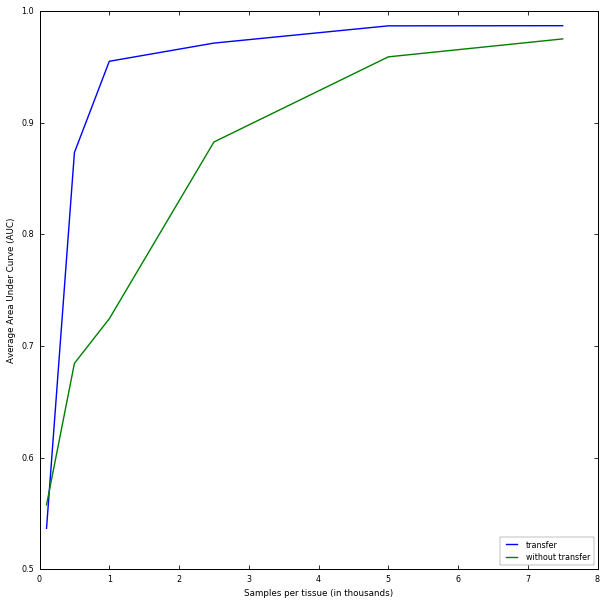 1.0
0.9
0.8
0.7
0.6
0.5
Average Area Under Curve (AUC)
0 1 2 3 4 5 6 7 8
Samples per tissue (in thousands)
transfer
without transfer